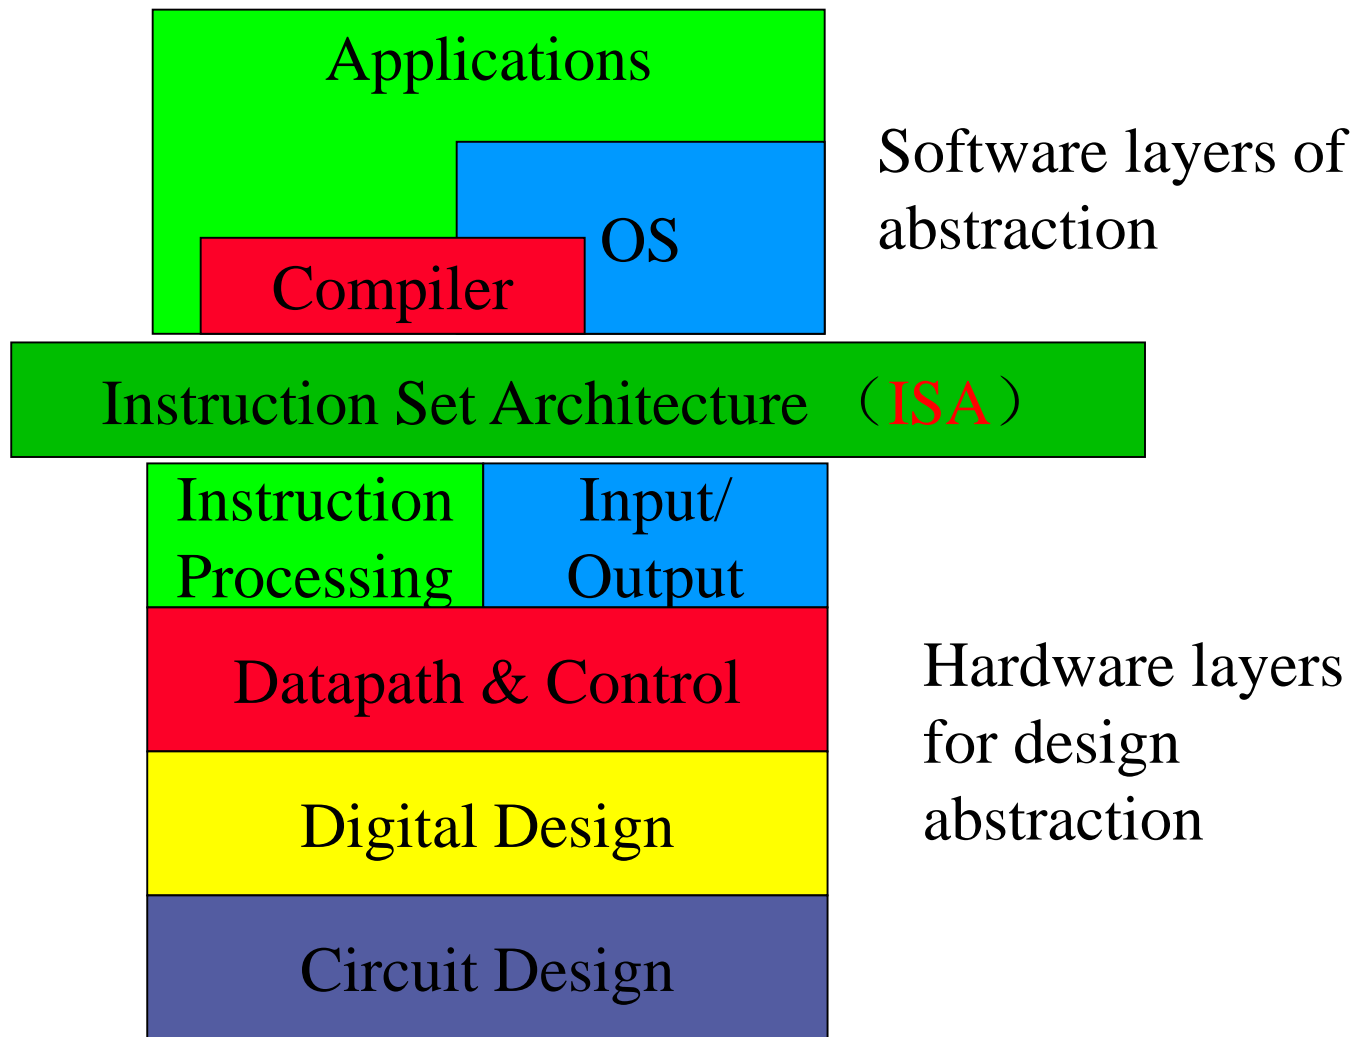 Applications
Software layers of
abstraction
OS
Compiler
Instruction Set Architecture （ISA）
Instruction
Processing
Input/
Output
Datapath & Control
Hardware layers
for design
abstraction
Digital Design
Circuit Design